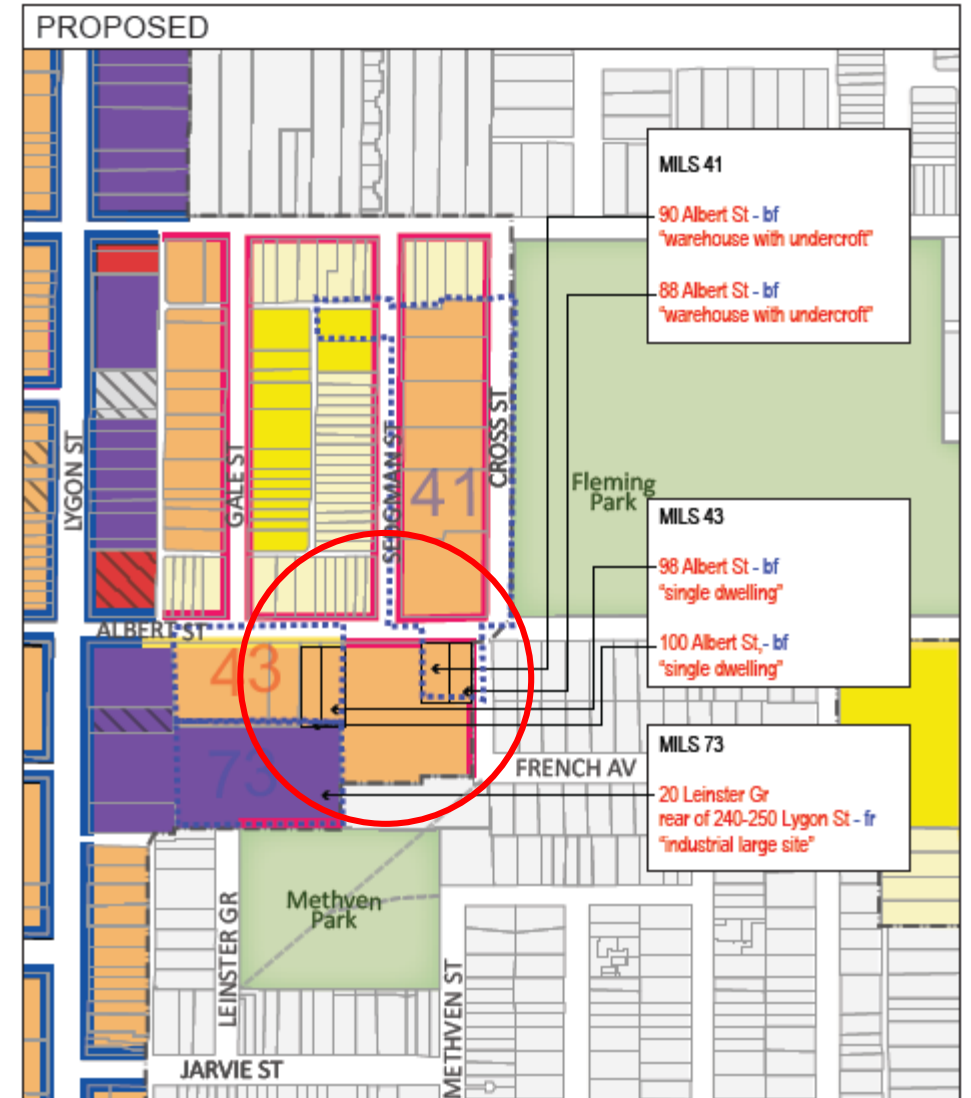 PROPOSED
MILS 41
90 Albert St - bf
"warehouse with undercroft"
88 Albert St - bf
"warehouse with undercroft"
LYGON ST
GALE ST
SEDGMAN ST
CROSS ST
41
Fleming
Park
MILS 43
98 Albert St - bf
"single dwelling"
100 Albert St,- bf
"single dwelling"
ALBERT ST
43
73
MILS 73
20 Leinster Gr
rear of 240-250 Lygon St - fr
"industrial large site"
FRENCH AV
Methven
Park
LEINSTER GR
METHVEN ST
JARVIE ST